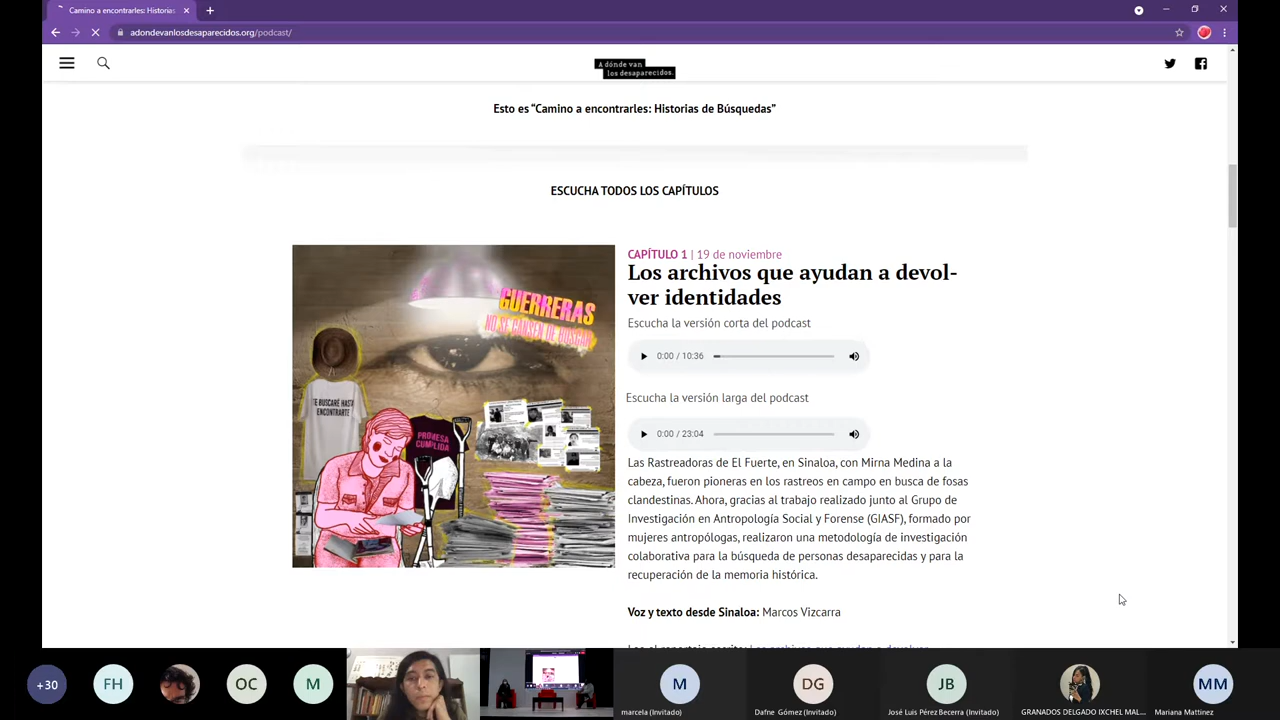 Camino a encontrarles: Historias
adondevanlosdesaparecidos.org/podcast/
A dónde van
los desaparecidos.
Esto es “Camino a encontrarles: Historias de Búsquedas”
ESCUCHA TODOS LOS CAPÍTULOS
GUERRERAS
NO SE CANSEN DE BUSCAR
TE BUSCARÉ HASTA
ENCONTRARTE
PROMESA
CUMPLIDA
CAPÍTULO 1 | 19 de noviembre
Los archivos que ayudan a devol-
ver identidades
Escucha la versión corta del podcast
0:00 / 10:36
Escucha la versión larga del podcast
0:00 / 23:04
Las Rastreadoras de El Fuerte, en Sinaloa, con Mirna Medina a la
cabeza, fueron pioneras en los rastreos en campo en busca de fosas
clandestinas. Ahora, gracias al trabajo realizado junto al Grupo de
Investigación en Antropología Social y Forense (GIASF), formado por
mujeres antropólogas, realizaron una metodología de investigación
colaborativa para la búsqueda de personas desaparecidas y para la
recuperación de la memoria histórica.
Voz y texto desde Sinaloa: Marcos Vizcarra
+30
FH
OC
M
M
marcela (Invitado)
DG
Dafne Gómez (Invitado)
JB
José Luis Pérez Becerra (Invitado)
GRANADOS DELGADO IXCHEL MAL...
MM
Mariana Mattinez